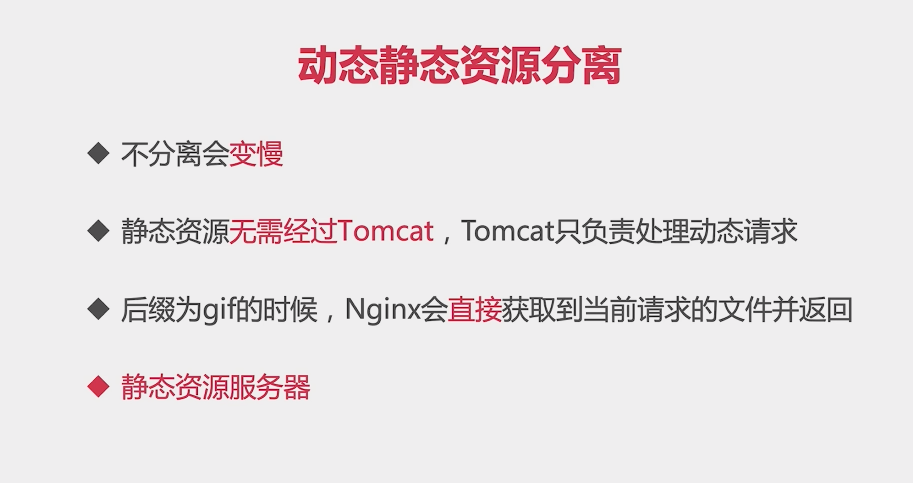 动态静态资源分离
不分离会变慢
静态资源无需经过Tomcat，Tomcat只负责处理动态请求
后缀为gif的时候，Nginx会直接获取到当前请求的文件并返回
静态资源服务器